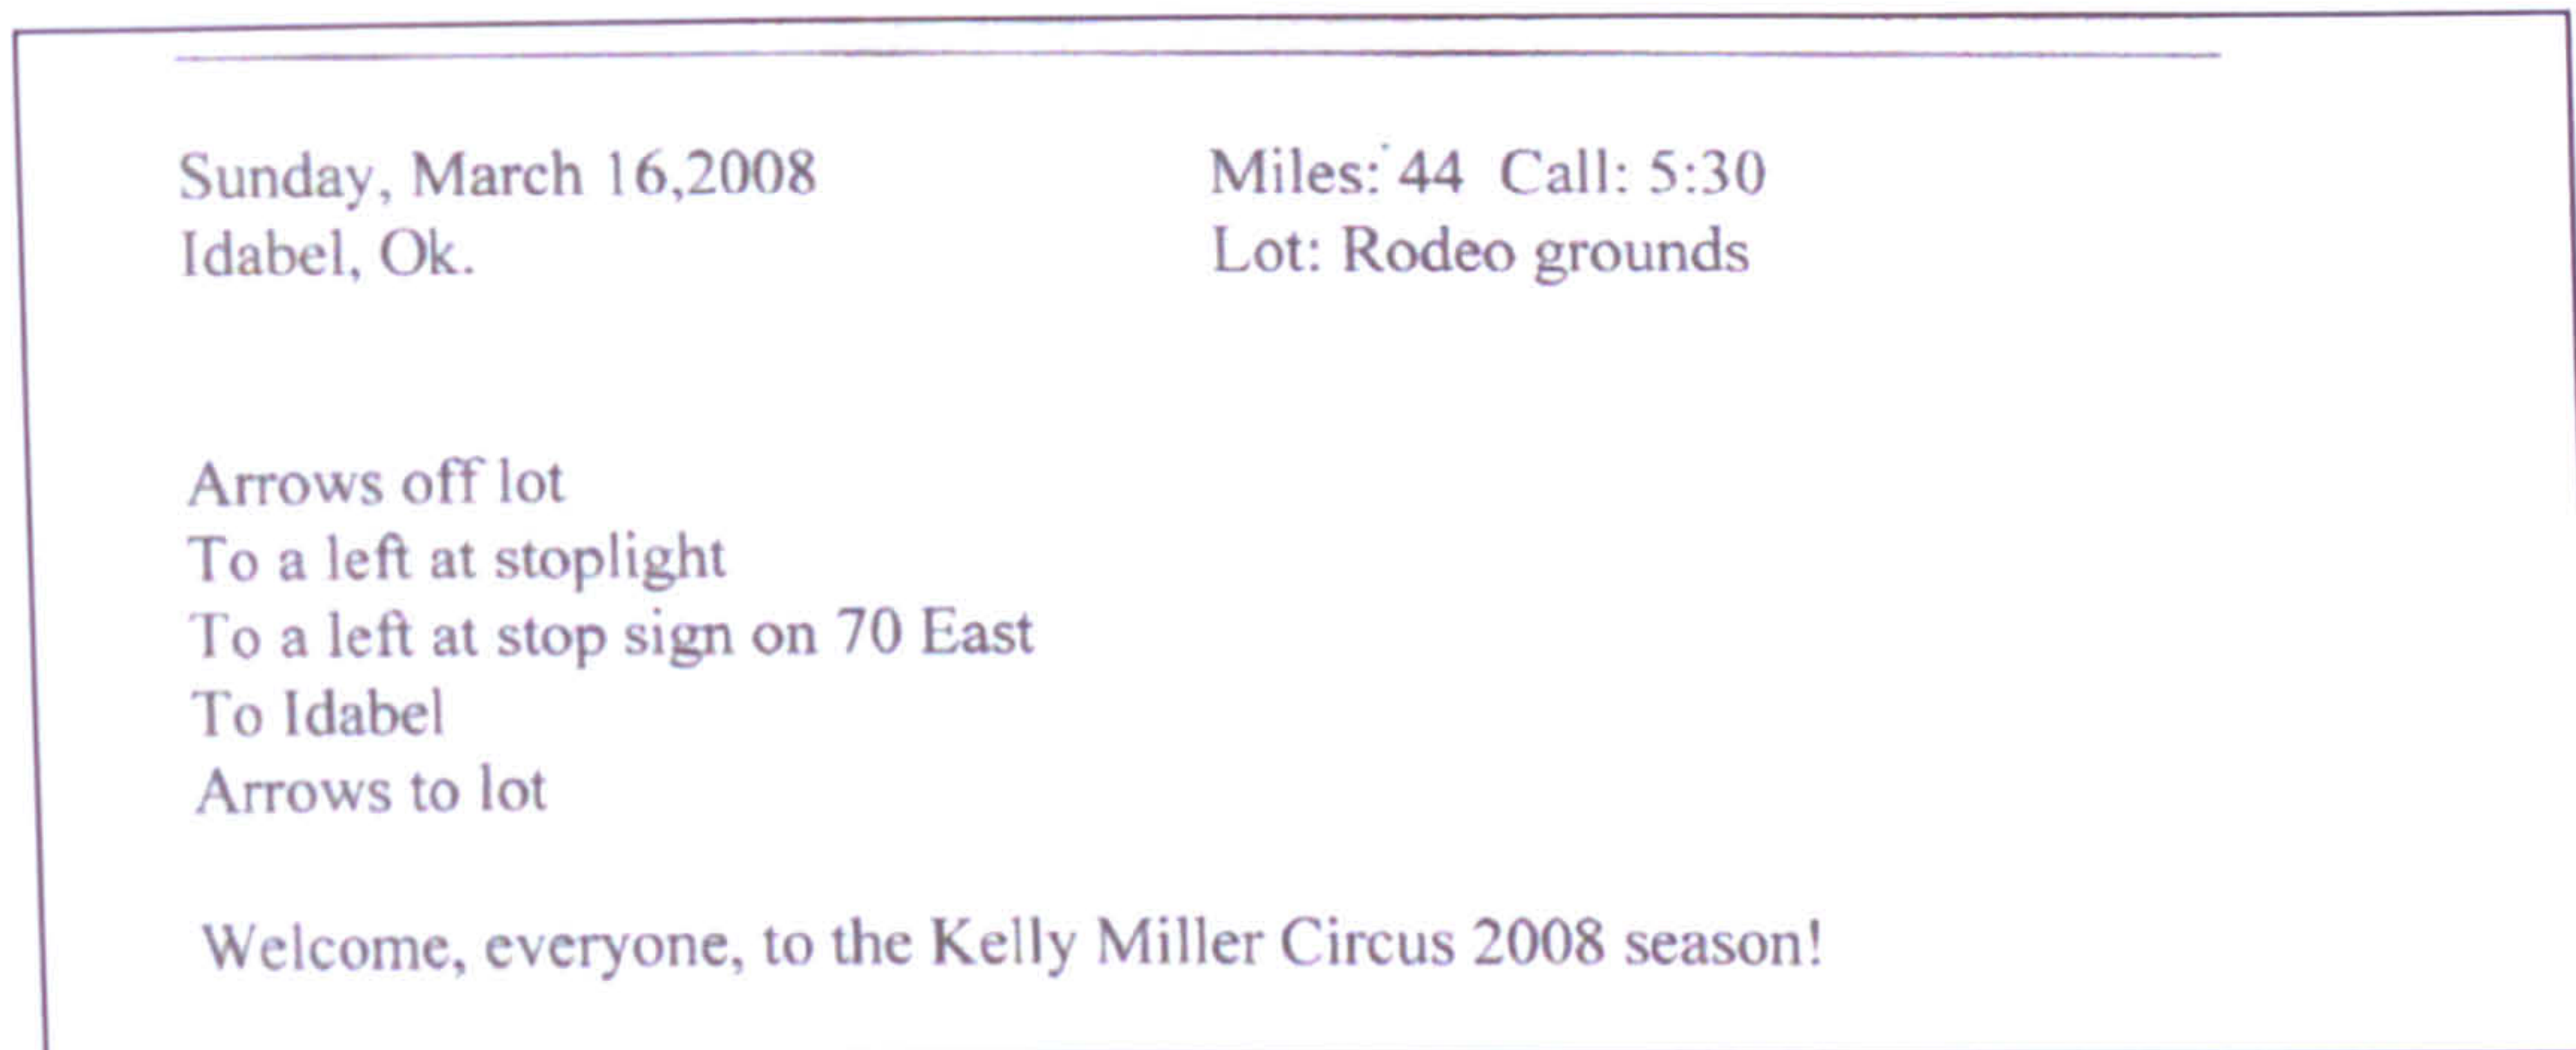 Sunday, March 16,2008
Miles: 44 Call: 5:30
Idabel, Ok.
Lot: Rodeo grounds
Arrows off lot
To a left at stoplight
To a left at stop sign on 70 East
To Idabel
Arrows to lot
Welcome, everyone, to the Kelly Miller Circus 2008 season!